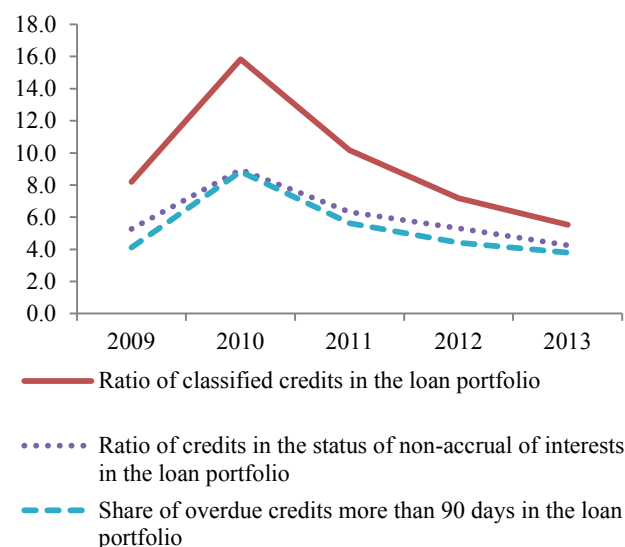 18.0
16.0
14.0
12.0
10.0
8.0
6.0
4.0
2.0
0.0
2009 2010 2011 2012 2013
Ratio of classified credits in the loan portfolio
Ratio of credits in the status of non-accrual of interests
in the loan portfolio
Share of overdue credits more than 90 days in the loan
portfolio